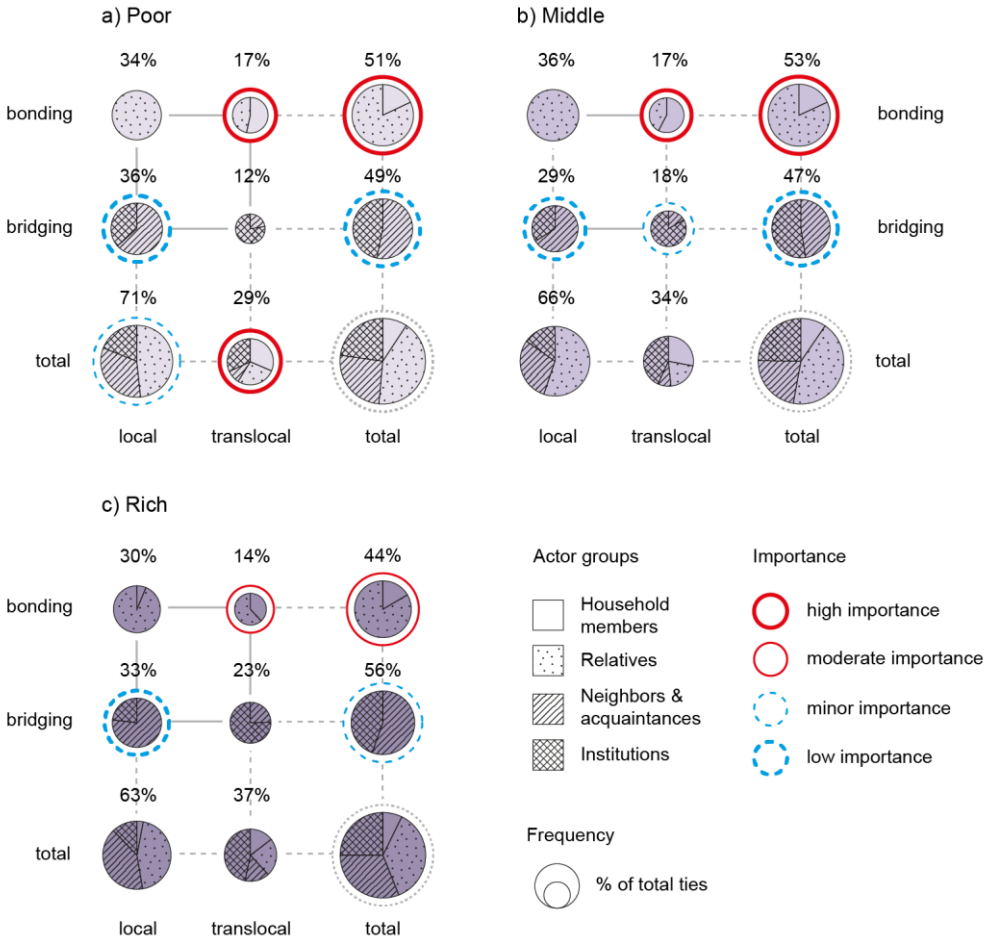 a) Poor
34% 17% 51%
bonding
36% 12% 49%
bridging
71% 29%
total
local translocal total
b) Middle
36% 17% 53%
bonding
29% 18% 47%
bridging
66% 34%
total
local translocal total
c) Rich
30% 14% 44%
bonding
33% 23% 56%
bridging
63% 37%
total
local translocal total
Actor groups
Household
members
Relatives
Neighbors &
acquaintances
Institutions
Importance
high importance
moderate importance
minor importance
low importance
Frequency
% of total ties